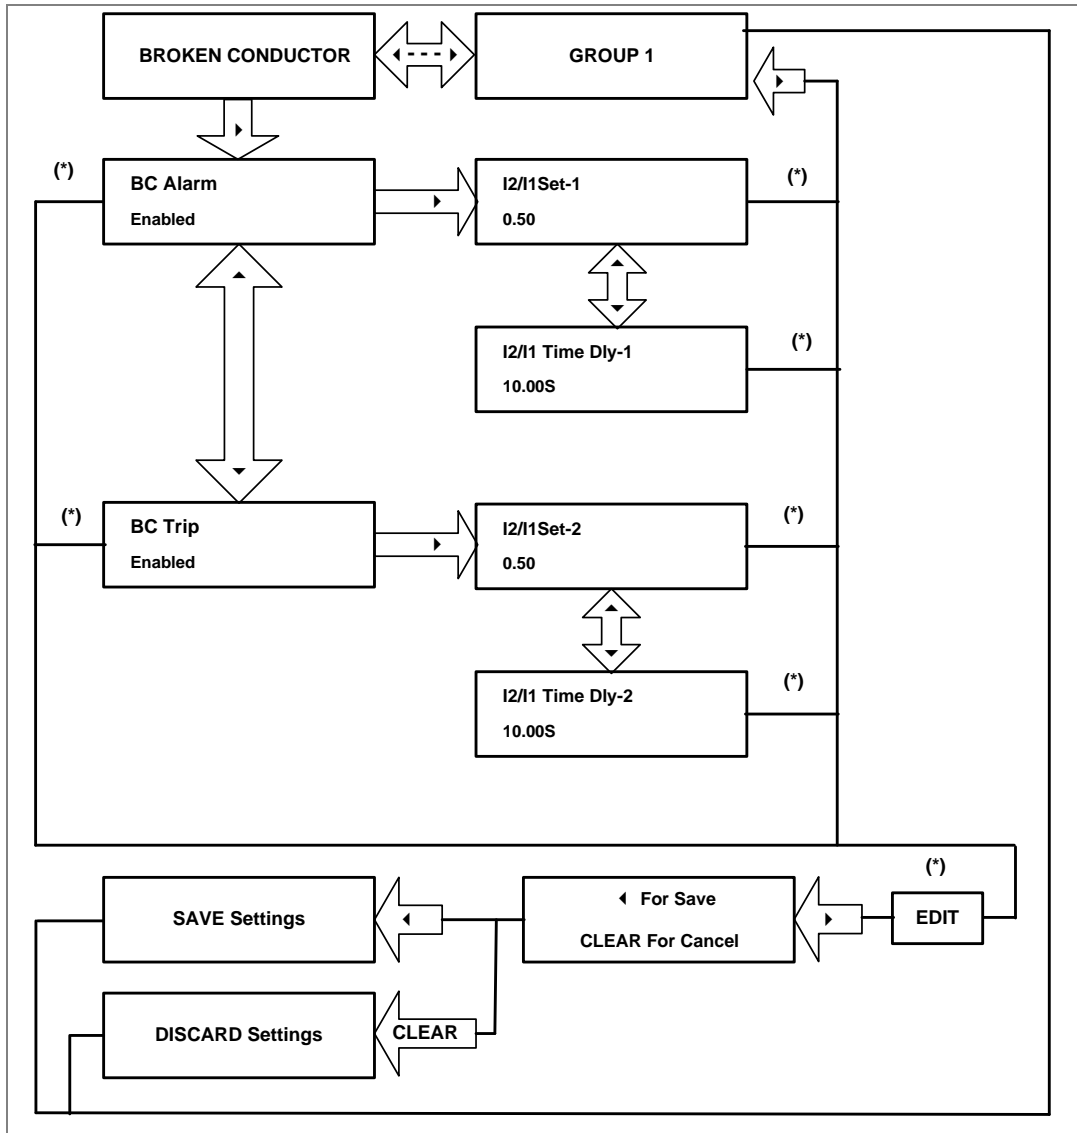 BROKEN CONDUCTOR
GROUP 1
(*)
BC Alarm
Enabled
I2/I1Set-1
0.50
(*)
I2/I1 Time Dly-1
10.00S
(*)
(*)
BC Trip
Enabled
I2/I1Set-2
0.50
(*)
I2/I1 Time Dly-2
10.00S
(*)
(*)
SAVE Settings
For Save
CLEAR For Cancel
EDIT
DISCARD Settings
CLEAR